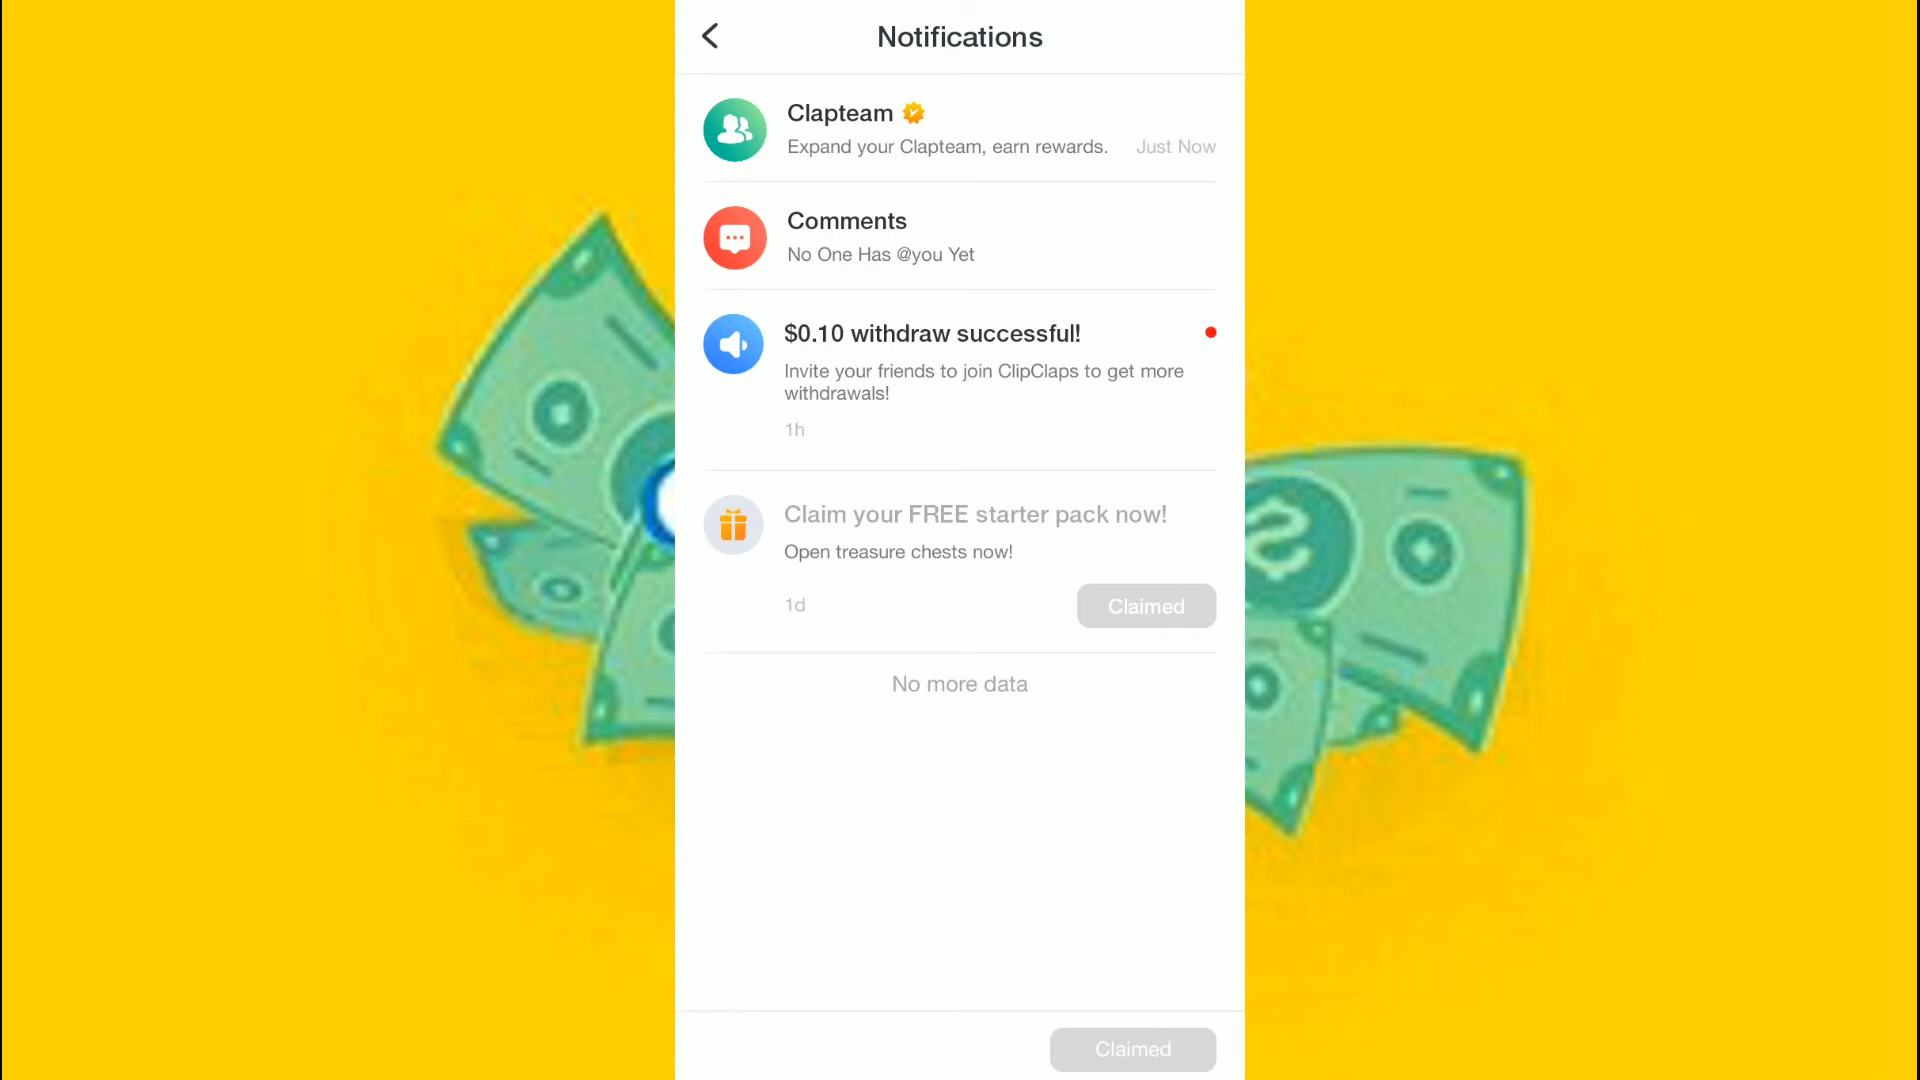 Notifications
Clapteam
Expand your Clapteam, earn rewards. Just Now
Comments
No One Has @you Yet
$0.10 withdraw successful!
Invite your friends to join ClipClaps to get more
withdrawals!
1h
Claim your FREE starter pack now!
Open treasure chests now!
1d Claimed
No more data
Claimed